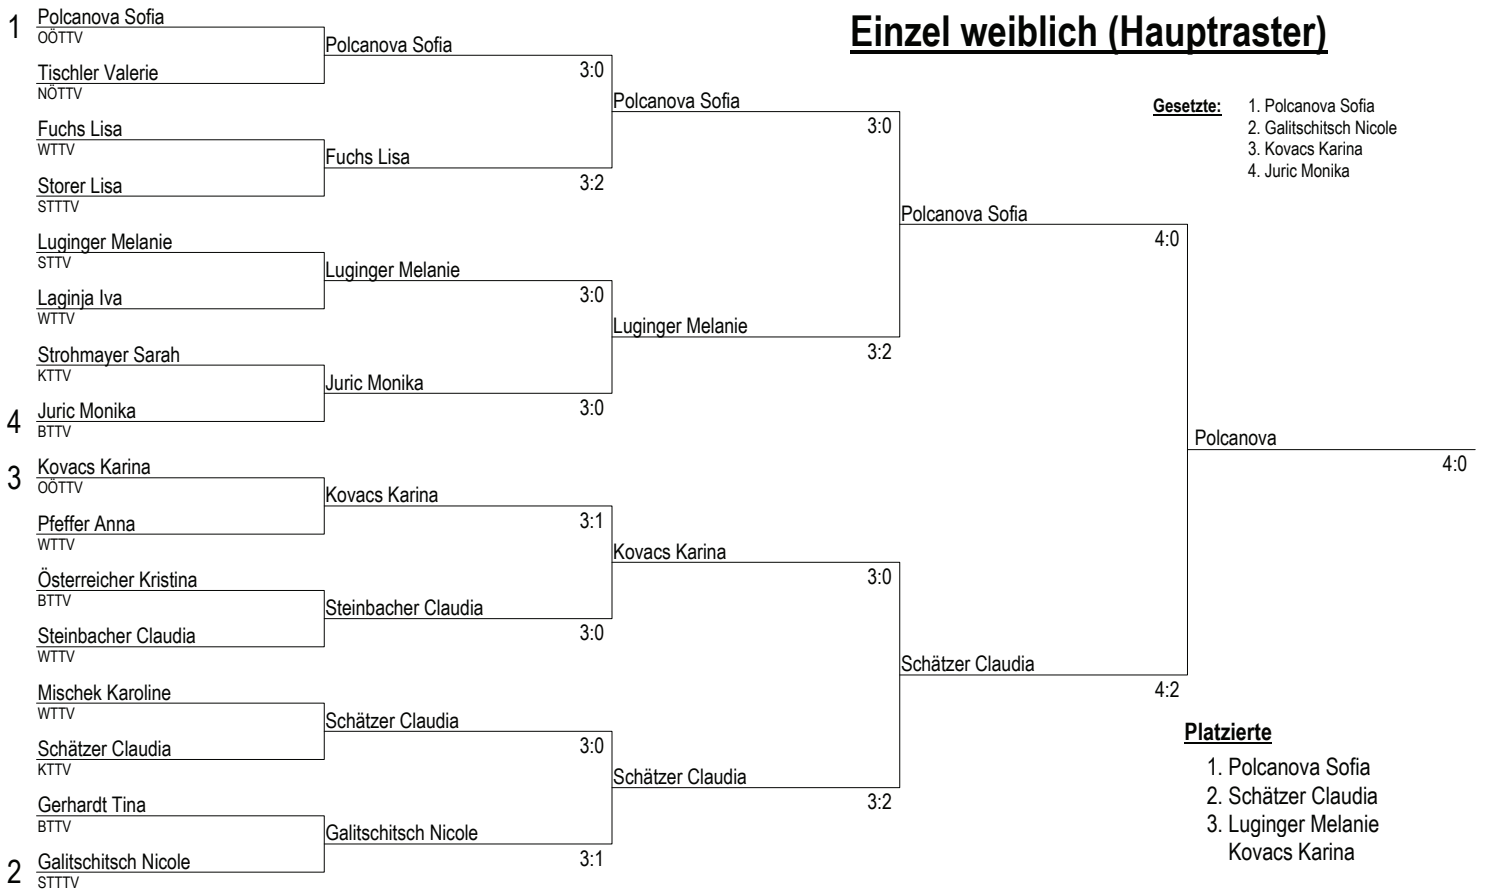 Einzel weiblich (Hauptraster)
Gesetzte: 1. Polcanova Sofia
2. Galitschitsch Nicole
3. Kovacs Karina
4. Juric Monika
1 Polcanova Sofia
OÖTTV
Tischler Valerie
NÖTTV
Fuchs Lisa
WTTV
Storer Lisa
STTTV
Luginger Melanie
STTV
Laginja Iva
WTTV
Strohmayer Sarah
KTTV
4 Juric Monika
BTTV
3 Kovacs Karina
OÖTTV
Pfeffer Anna
WTTV
Österreicher Kristina
BTTV
Steinbacher Claudia
WTTV
Mischek Karoline
WTTV
Schätzer Claudia
KTTV
Gerhardt Tina
BTTV
2 Galitschitsch Nicole
STTTV
Polcanova Sofia
3:0
Fuchs Lisa
3:2
Luginger Melanie
3:0
Juric Monika
3:0
Kovacs Karina
3:1
Steinbacher Claudia
3:0
Schätzer Claudia
3:0
Galitschitsch Nicole
3:1
Polcanova Sofia
3:0
Luginger Melanie
3:2
Kovacs Karina
3:0
Schätzer Claudia
3:2
Polcanova Sofia
4:0
Schätzer Claudia
4:2
Polcanova
4:0
Platzierte
1. Polcanova Sofia
2. Schätzer Claudia
3. Luginger Melanie
Kovacs Karina